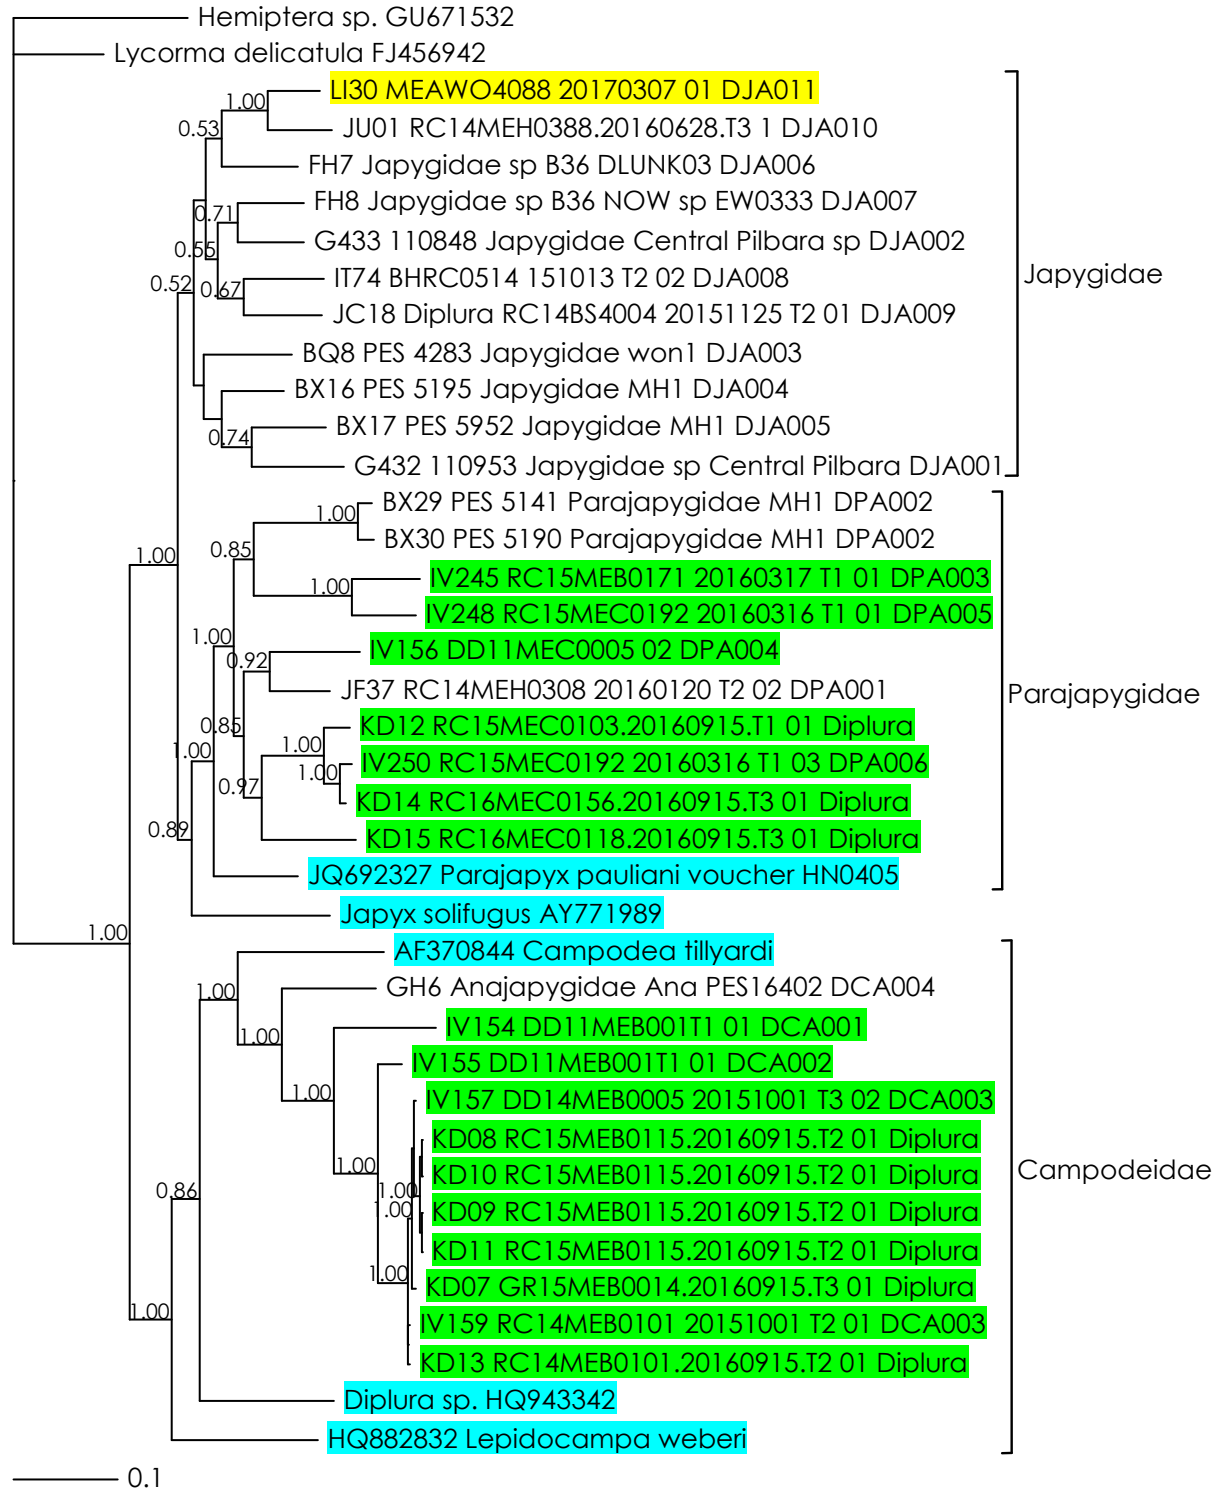 Hemiptera sp. GU671532
Lycorma delicatula FJ456942
LI30 MEAWO4088 20170307 01 DJA011
1.00
JU01 RC14MEH0388.20160628.T3 1 DJA010
0.53
FH7 Japygidae sp B36 DLUNK03 DJA006
FH8 Japygidae sp B36 NOW sp EW0333 DJA007
0.71
G433 110848 Japygidae Central Pilbara sp DJA002
0.55
IT74 BHRC0514 151013 T2 02 DJA008
Japygidae
0.52
0.67
JC18 Diplura RC14BS4004 20151125 T2 01 DJA009
BQ8 PES 4283 Japygidae won1 DJA003
BX16 PES 5195 Japygidae MH1 DJA004
BX17 PES 5952 Japygidae MH1 DJA005
0.74
G432 110953 Japygidae sp Central Pilbara DJA001
BX29 PES 5141 Parajapygidae MH1 DPA002
1.00
BX30 PES 5190 Parajapygidae MH1 DPA002
0.85
1.00
IV245 RC15MEB0171 20160317 T1 01 DPA003
1.00
IV248 RC15MEC0192 20160316 T1 01 DPA005
1.00
IV156 DD11MEC0005 02 DPA004
0.92
JF37 RC14MEH0308 20160120 T2 02 DPA001
Parajapygidae
KD12 RC15MEC0103.20160915.T1 01 Diplura
0.85
1.00
1.00
IV250 RC15MEC0192 20160316 T1 03 DPA006
1.00
0.97
KD14 RC16MEC0156.20160915.T3 01 Diplura
0.89
KD15 RC16MEC0118.20160915.T3 01 Diplura
JQ692327 Parajapyx pauliani voucher HN0405
Japyx solifugus AY771989
1.00
AF370844 Campodea tillyardi
1.00
GH6 Anajapygidae Ana PES16402 DCA004
IV154 DD11MEB001T1 01 DCA001
1.00
IV155 DD11MEB001T1 01 DCA002
1.00
IV157 DD14MEB0005 20151001 T3 02 DCA003
KD08 RC15MEB0115.20160915.T2 01 Diplura
1.00
KD10 RC15MEB0115.20160915.T2 01 Diplura
Campodeidae
0.86
1.00
1.00
KD09 RC15MEB0115.20160915.T2 01 Diplura
KD11 RC15MEB0115.20160915.T2 01 Diplura
1.00
KD07 GR15MEB0014.20160915.T3 01 Diplura
1.00
IV159 RC14MEB0101 20151001 T2 01 DCA003
KD13 RC14MEB0101.20160915.T2 01 Diplura
Diplura sp. HQ943342
HQ882832 Lepidocampa weberi
0.1